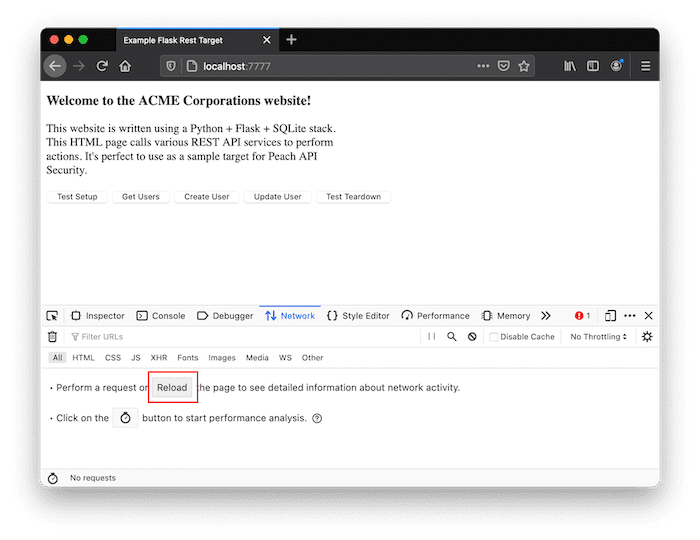 Example Flask Rest Target
localhost:7777
Welcome to the ACME Corporations website!
This website is written using a Python + Flask + SQLite stack.
This HTML page calls various REST API services to perform
actions. It's perfect to use as a sample target for Peach API
Security.
Test Setup Get Users Create User Update User Test Teardown
Inspector Console Debugger Network Style Editor Performance Memory 1
Filter URLs Disable Cache No Throttling
All HTML CSS JS XHR Fonts Images Media WS Other
• Perform a request or Reload the page to see detailed information about network activity.
• Click on the button to start performance analysis.
No requests